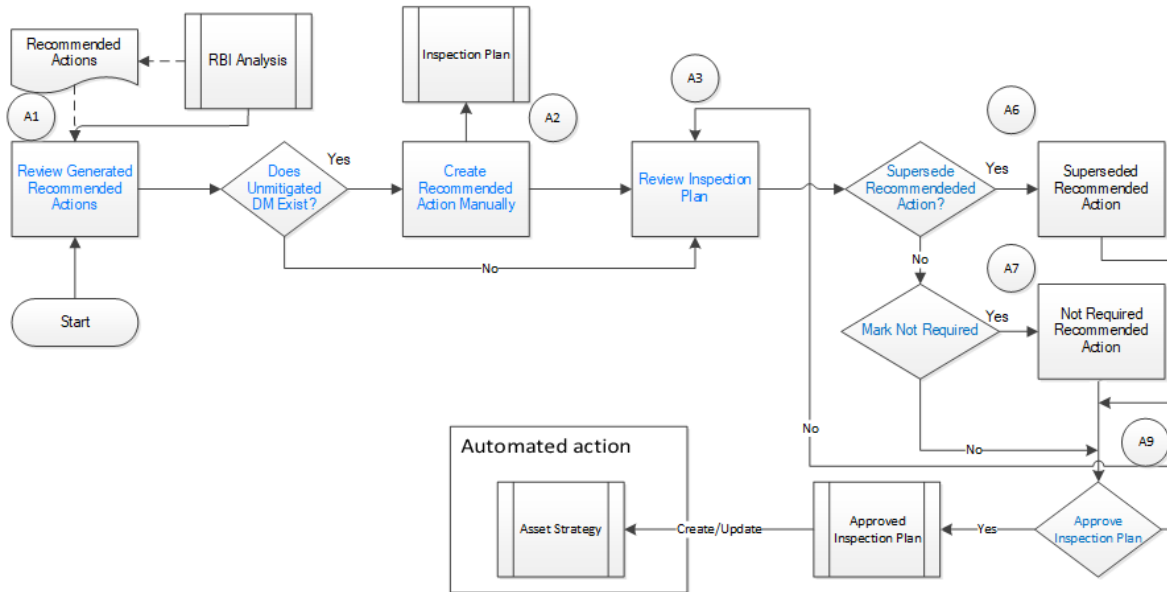 Recommended
Actions
RBI Analysis
Inspection Plan
A1
A2
A3
A6
Review Generated
Recommended
Actions
Does
Unmitigated
DM Exist?
Yes
Create
Recommended
Action Manually
Review Inspection
Plan
Supersede
Recommendeded
Action?
Yes
Superseded
Recommended
Action
No
No
Start
A7
Mark Not Required
Yes
Not Required
Recommended
Action
No
No
A9
Automated action
Asset Strategy
Create/Update
Approved
Inspection Plan
Yes
Approve
Inspection Plan